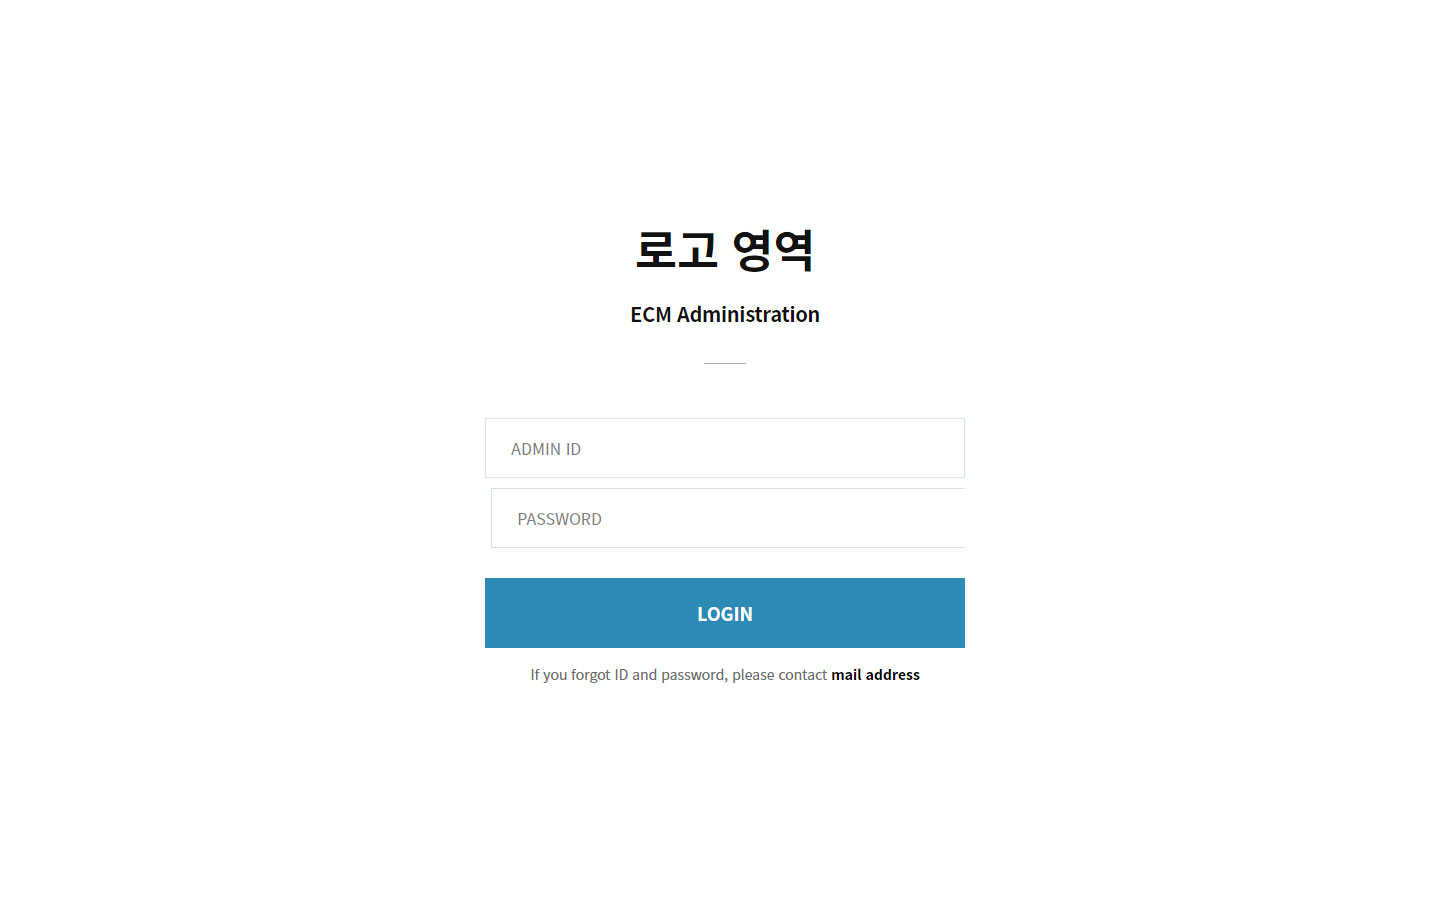 로고 영역
ECM Administration
ADMIN ID
PASSWORD
LOGIN
If you forgot ID and password, please contact mail address